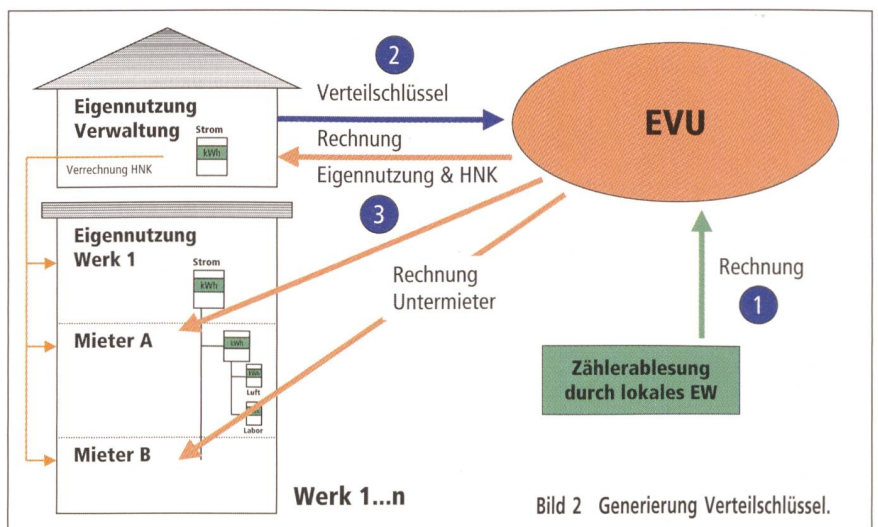 2
Verteilschlüssel
Eigennutzung
Verwaltung
Strom
kWh
Verrechnung HNK
Rechnung
Eigennutzung & HNK
EVU
3
Eigennutzung
Werk 1
Strom
kWh
Rechnung
Untermieter
Rechnung
1
Mieter A
kWh
Luft
Labor
Zählerablesung
durch lokales EW
Mieter B
Werk 1...n
Bild 2 Generierung Verteilschlüssel.